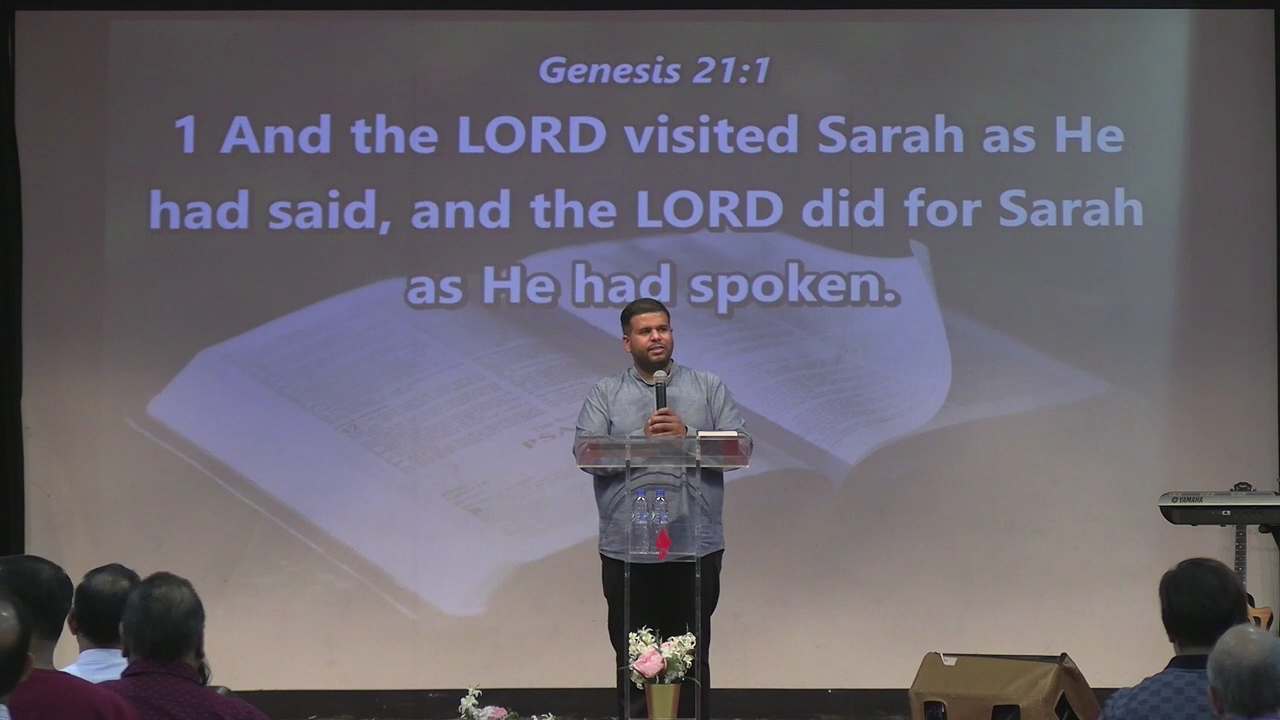 Genesis 21:1
1 And the LORD visited Sarah as He
had said, and the LORD did for Sarah
as He had spoken.
YAMAHA